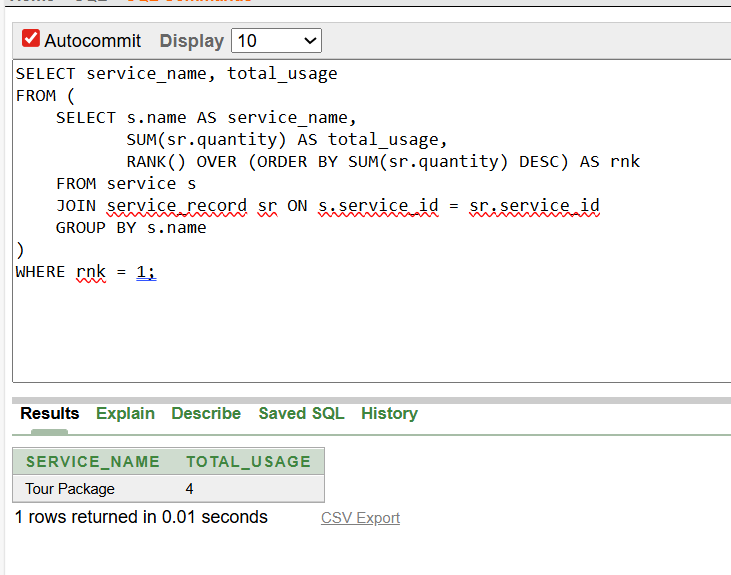 Autocommit Display 10
SELECT service_name, total_usage
FROM (
    SELECT s.name AS service_name,
           SUM(sr.quantity) AS total_usage,
           RANK() OVER (ORDER BY SUM(sr.quantity) DESC) AS rnk
    FROM service s
    JOIN service_record sr ON s.service_id = sr.service_id
    GROUP BY s.name
)
WHERE rnk = 1;
Results Explain Describe Saved SQL History
SERVICE_NAME TOTAL_USAGE
Tour Package 4
1 rows returned in 0.01 seconds CSV Export